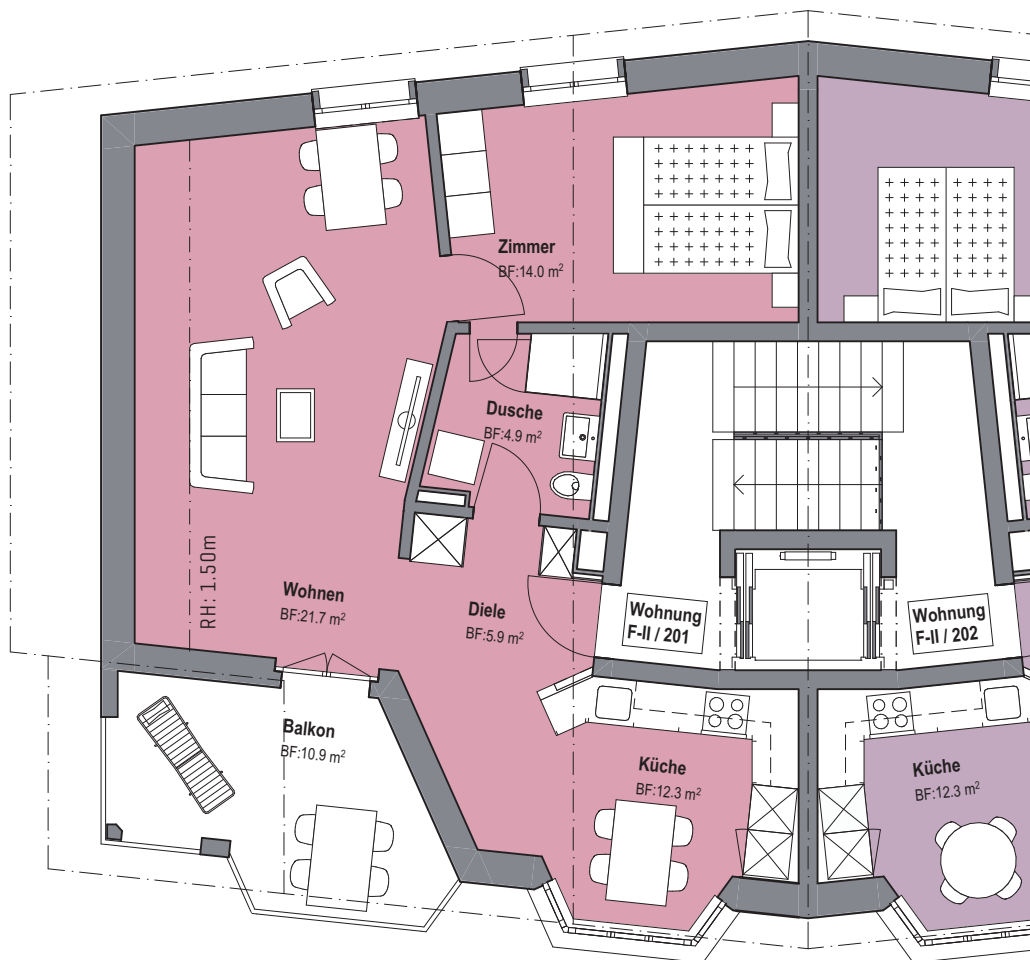 Zimmer
BF:14.0 m²
Dusche
BF:4.9 m²
RH: 1.50m
Wohnen
BF:21.7 m²
Diele
BF:5.9 m²
Wohnung
F-II / 201
Wohnung
F-II / 202
Balkon
BF:10.9 m²
Küche
BF:12.3 m²
Küche
BF:12.3 m²